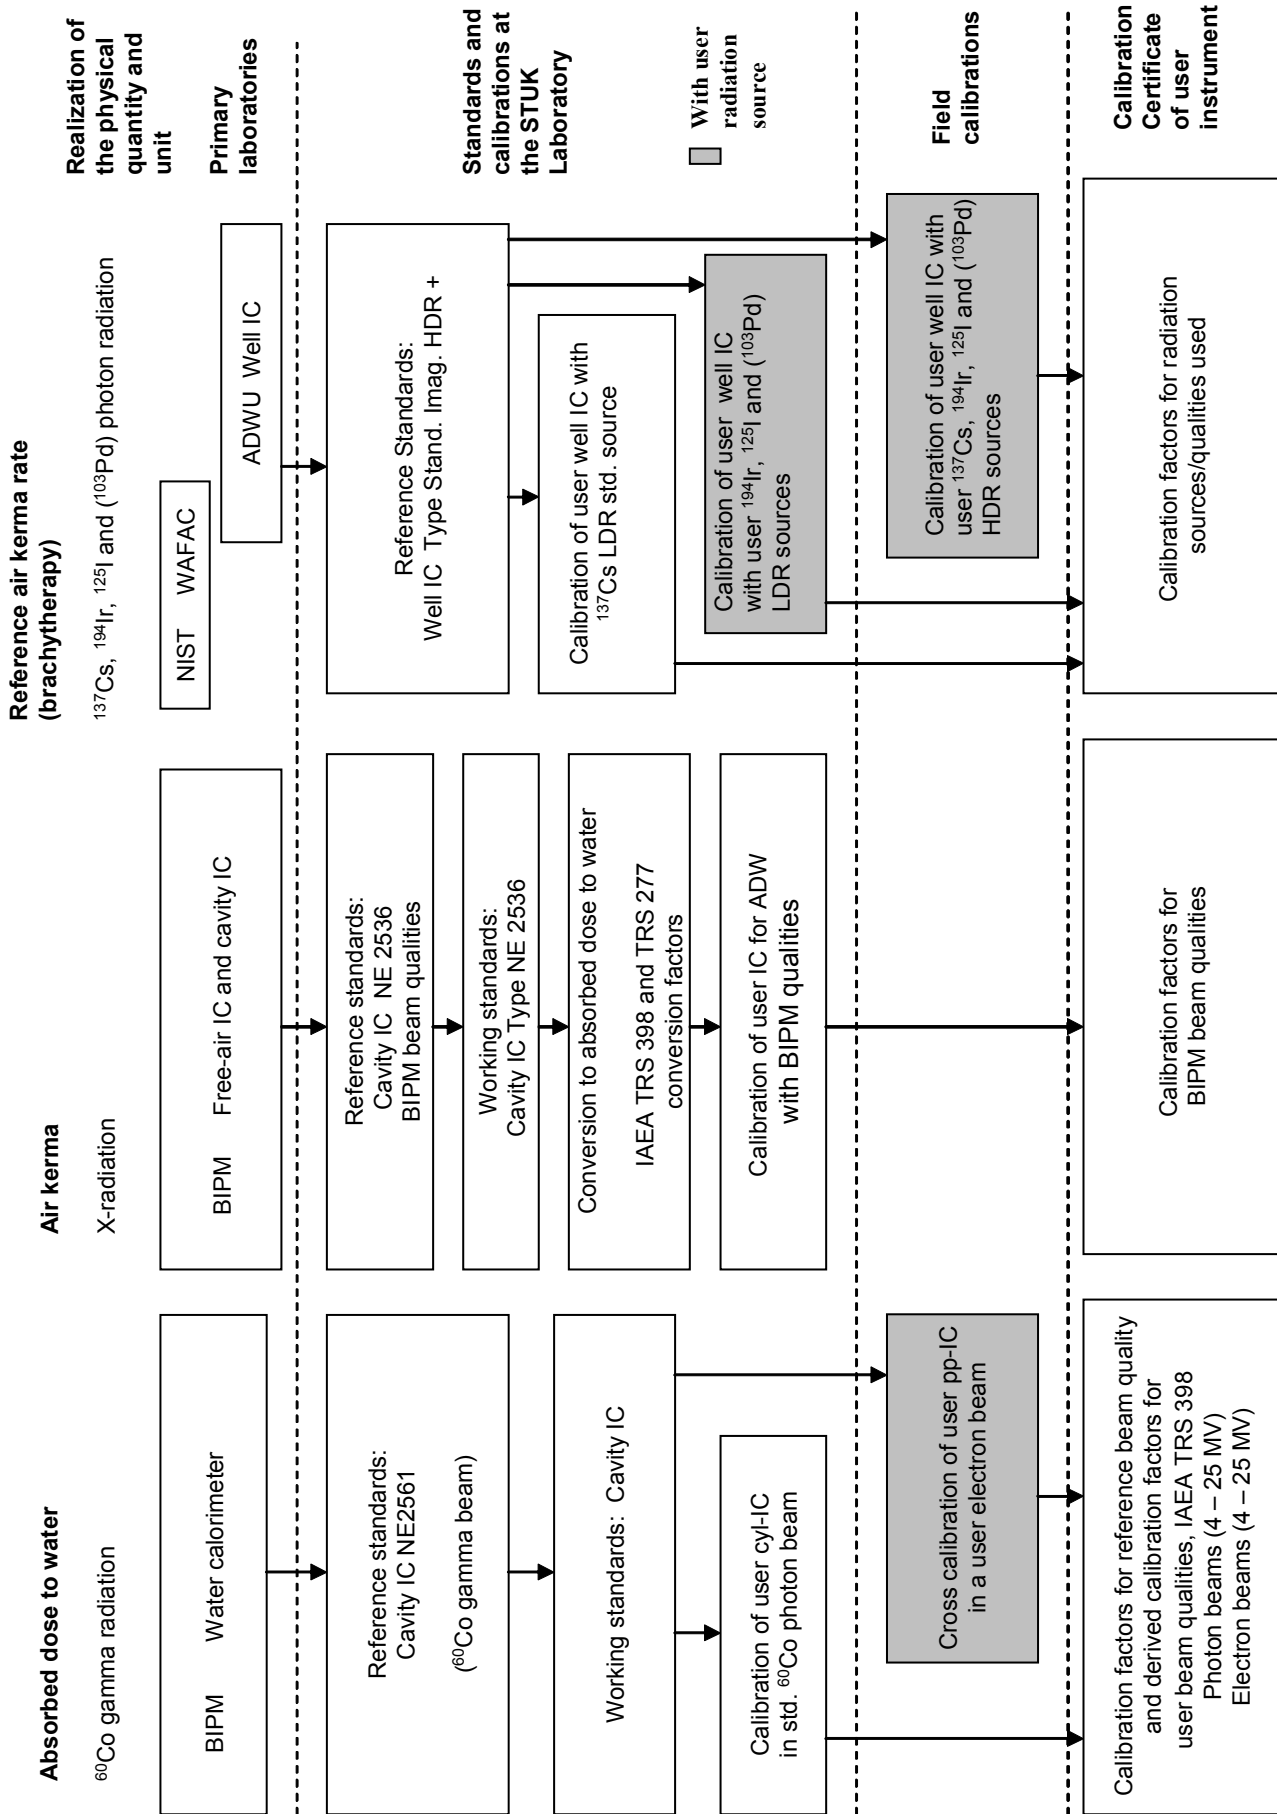 Absorbed dose to water
⁶⁰Co gamma radiation
BIPM Water calorimeter
Reference standards:
Cavity IC NE2561
(⁶⁰Co gamma beam)
Working standards: Cavity IC
Calibration of user cyl-IC
in std. ⁶⁰Co photon beam
Cross calibration of user pp-IC
in a user electron beam
Calibration factors for reference beam quality
and derived calibration factors for
user beam qualities, IAEA TRS 398
Photon beams (4 – 25 MV)
Electron beams (4 – 25 MV)
Air kerma
X-radiation
BIPM Free-air IC and cavity IC
Reference standards:
Cavity IC NE 2536
BIPM beam qualities
Working standards:
Cavity IC Type NE 2536
Conversion to absorbed dose to water
IAEA TRS 398 and TRS 277
conversion factors
Calibration of user IC for ADW
with BIPM qualities
Calibration factors for
BIPM beam qualities
Reference air kerma rate
(brachytherapy)
¹³⁷Cs, ¹⁹⁴Ir, ¹²⁵I and (¹⁰³Pd) photon radiation
NIST WAFAC
ADWU Well IC
Reference Standards:
Well IC Type Stand. Imag. HDR +
Calibration of user well IC with
¹³⁷Cs LDR std. source
Calibration of user well IC
with user ¹⁹⁴Ir, ¹²⁵I and (¹⁰³Pd)
LDR sources
Calibration of user well IC with
user ¹³⁷Cs, ¹⁹⁴Ir, ¹²⁵I and (¹⁰³Pd)
HDR sources
Calibration factors for radiation
sources/qualities used
Realization of
the physical
quantity and
unit
Primary
laboratories
Standards and
calibrations at
the STUK
Laboratory
With user
radiation
source
Field
calibrations
Calibration
Certificate
of user
instrument